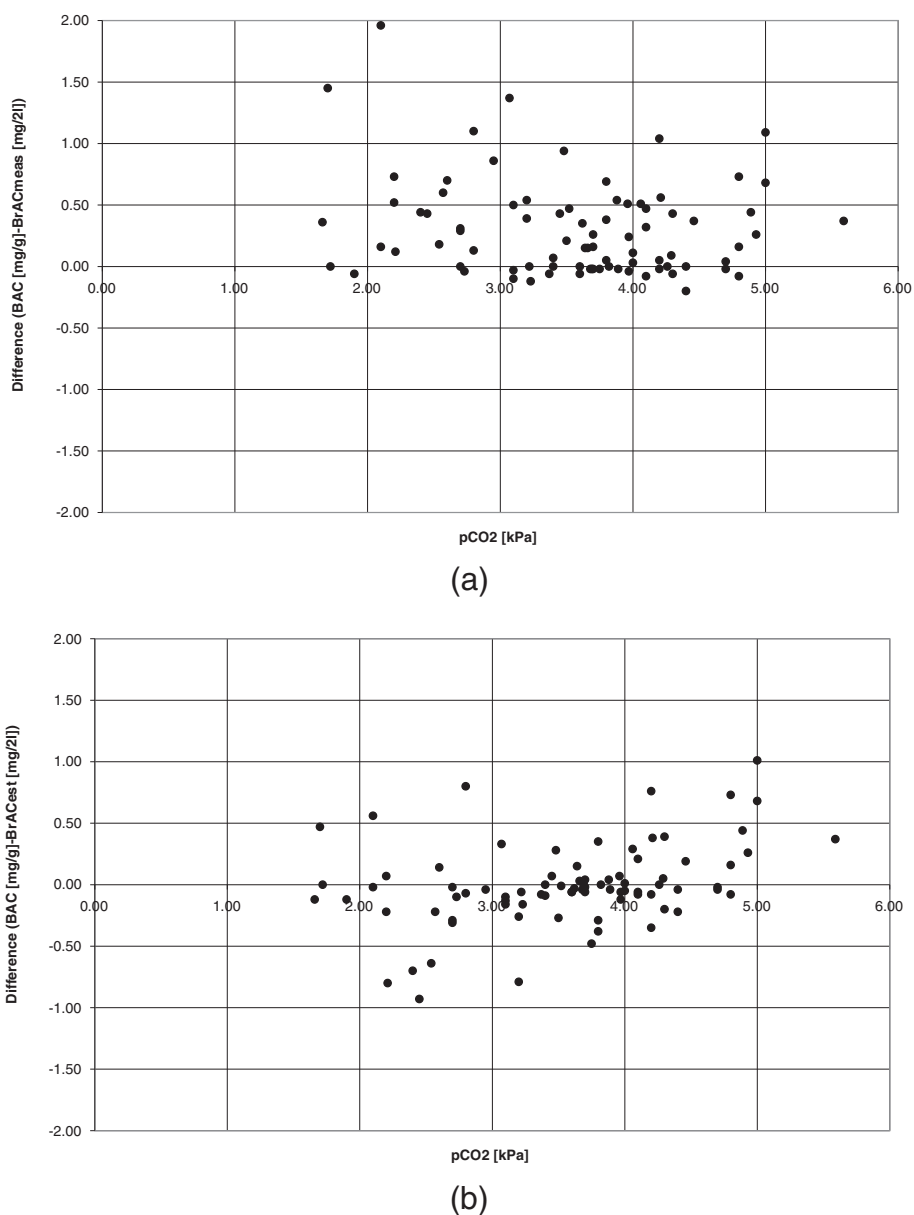 2.00
1.50
1.00
0.50
0.00
0.00 1.00 2.00 3.00 4.00 5.00 6.00
-0.50
-1.00
-1.50
-2.00
Difference (BAC [mg/g]-BrACmeas [mg/2l])
pCO2 [kPa]
(a)
2.00
1.50
1.00
0.50
0.00
0.00 1.00 2.00 3.00 4.00 5.00 6.00
-0.50
-1.00
-1.50
-2.00
Difference (BAC [mg/g]-BrACest [mg/2l])
pCO2 [kPa]
(b)